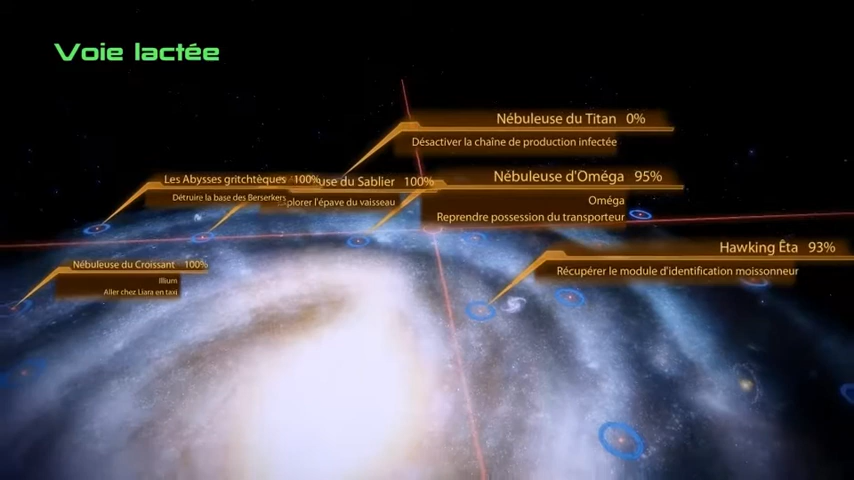 Voie lactée
Nébuleuse du Titan 0%
Désactiver la chaîne de production infectée
Les Abysses gritchtèques 100%
Détruire la base des Berserkers
du Sablier 100%
l'épave du vaisseau
Nébuleuse d'Oméga 95%
Oméga
Reprendre possession du transporteur
Hawking Êta 93%
Récupérer le module d'identification moissonneur
Nébuleuse du Croissant 100%
Illium
Aller chez Liara en taxi